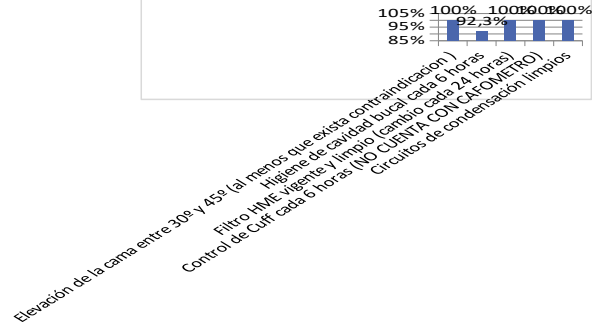 105%
95%
85%
100%
92,3%
100%
100%
100%
Elevación de la cama entre 30º y 45º (al menos que exista contraindicacion )
Higiene de cavidad bucal cada 6 horas
Filtro HME vigente y limpio (cambio cada 24 horas)
Control de Cuff cada 6 horas (NO CUENTA CON CAFOMETRO)
Circuitos de condensación limpios